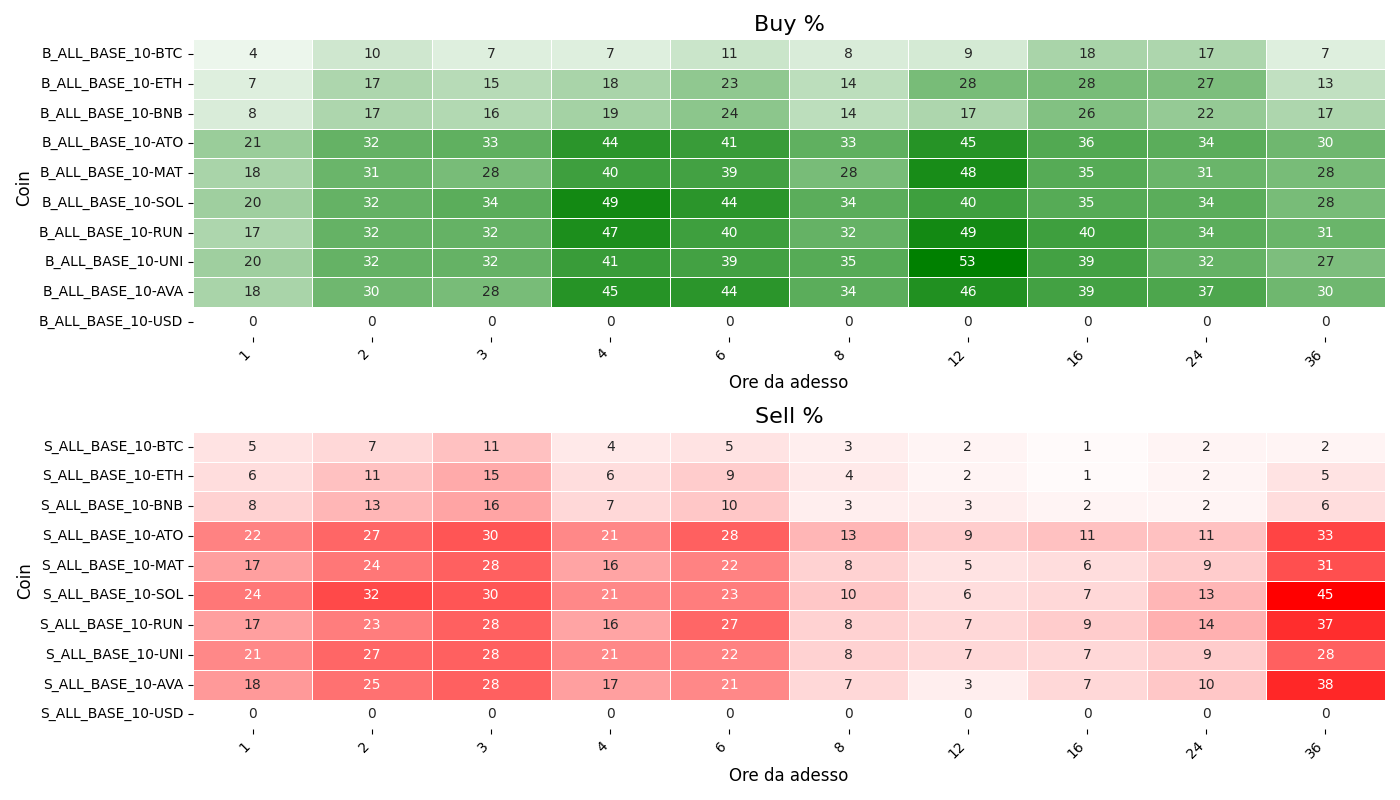 Buy %
Coin
B_ALL_BASE_10-BTC 4 10 7 7 11 8 9 18 17 7
B_ALL_BASE_10-ETH 7 17 15 18 23 14 28 28 27 13
B_ALL_BASE_10-BNB 8 17 16 19 24 14 17 26 22 17
B_ALL_BASE_10-ATO 21 32 33 44 41 33 45 36 34 30
B_ALL_BASE_10-MAT 18 31 28 40 39 28 48 35 31 28
B_ALL_BASE_10-SOL 20 32 34 49 44 34 40 35 34 28
B_ALL_BASE_10-RUN 17 32 32 47 40 32 49 40 34 31
B_ALL_BASE_10-UNI 20 32 32 41 39 35 53 39 32 27
B_ALL_BASE_10-AVA 18 30 28 45 44 34 46 39 37 30
B_ALL_BASE_10-USD 0 0 0 0 0 0 0 0 0 0
1 2 3 4 6 8 12 16 24 36
Ore da adesso
Sell %
Coin
S_ALL_BASE_10-BTC 5 7 11 4 5 3 2 1 2 2
S_ALL_BASE_10-ETH 6 11 15 6 9 4 2 1 2 5
S_ALL_BASE_10-BNB 8 13 16 7 10 3 3 2 2 6
S_ALL_BASE_10-ATO 22 27 30 21 28 13 9 11 11 33
S_ALL_BASE_10-MAT 17 24 28 16 22 8 5 6 9 31
S_ALL_BASE_10-SOL 24 32 30 21 23 10 6 7 13 45
S_ALL_BASE_10-RUN 17 23 28 16 27 8 7 9 14 37
S_ALL_BASE_10-UNI 21 27 28 21 22 8 7 7 9 28
S_ALL_BASE_10-AVA 18 25 28 17 21 7 3 7 10 38
S_ALL_BASE_10-USD 0 0 0 0 0 0 0 0 0 0
1 2 3 4 6 8 12 16 24 36
Ore da adesso